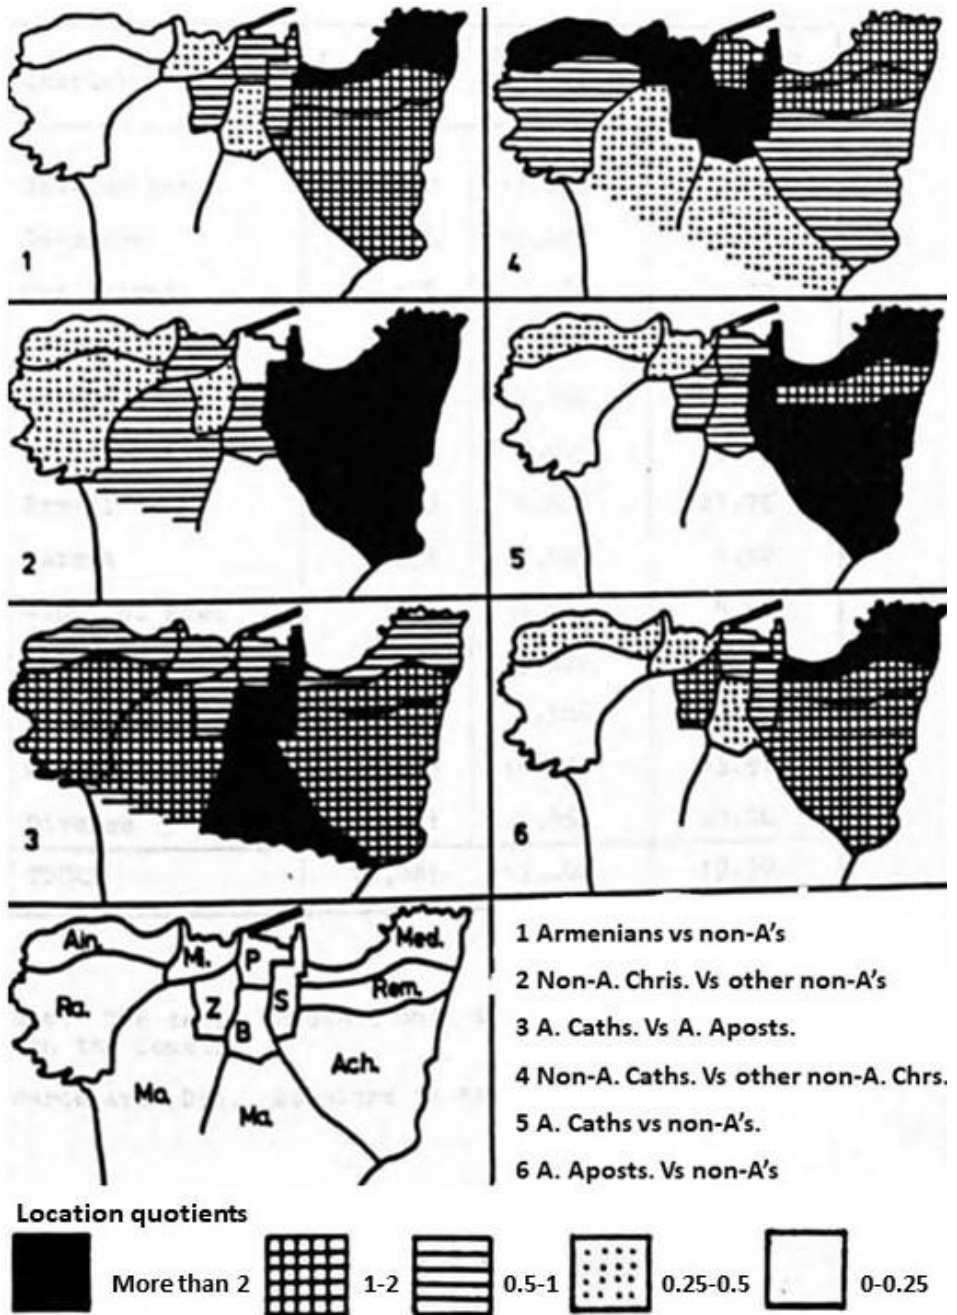 1
4
2
5
3
6
Ain.
Mi.
P
Med.
Ra.
Z
S
Rem.
B
Mo.
Ma.
Ach.
1 Armenians vs non-A's
2 Non-A. Chris. Vs other non-A's
3 A. Caths. Vs A. Aposts.
4 Non-A. Caths. Vs other non-A. Chrs.
5 A. Caths vs non-A's.
6 A. Aposts. Vs non-A's
Location quotients
More than 2
1-2
0.5-1
0.25-0.5
0-0.25